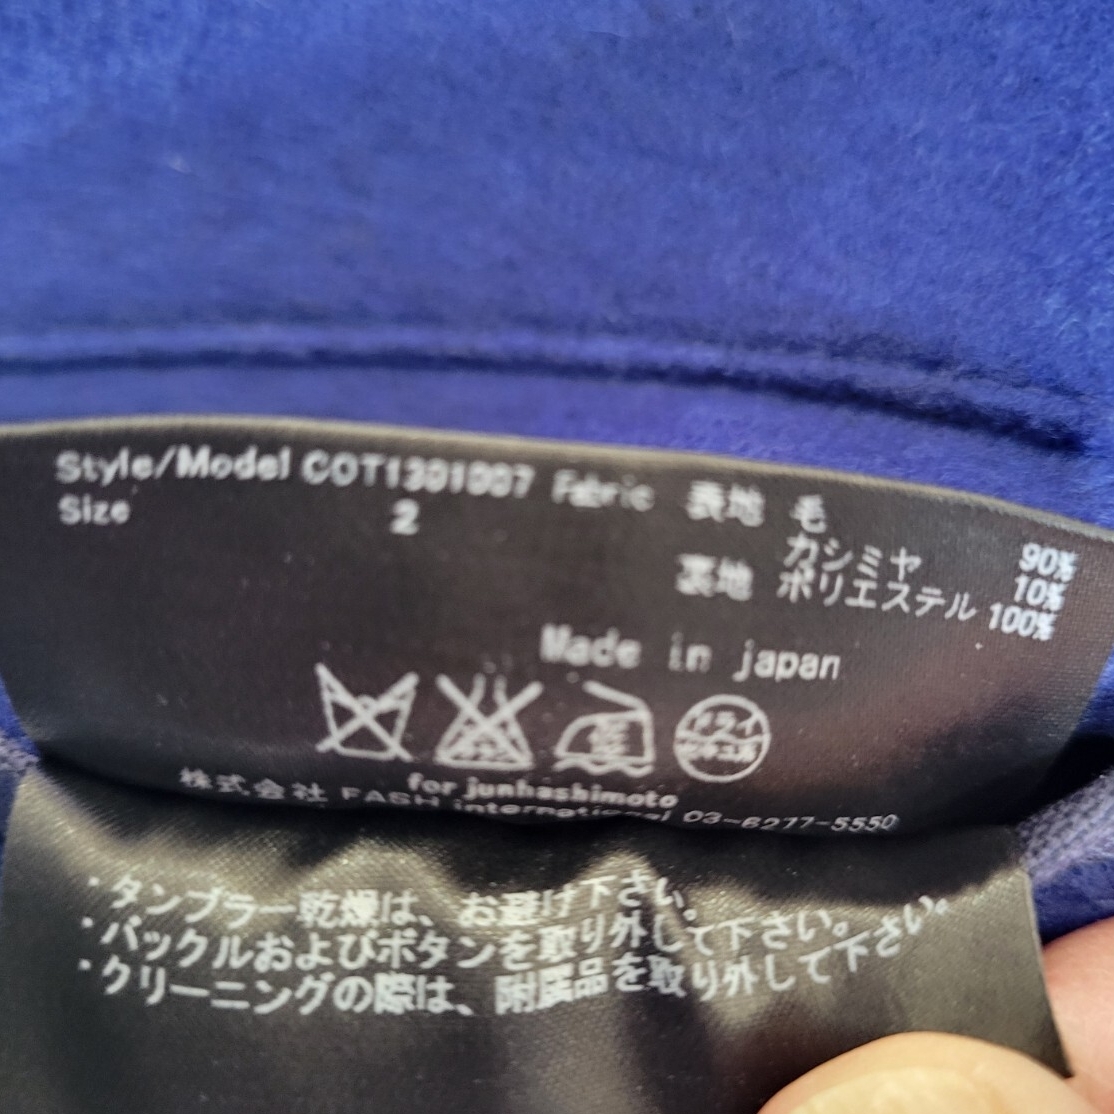 Style/Model COT1301007 Fabric 表地 毛 90%
Size 2 カシミヤ 10%
裏地 ポリエステル 100%
Made in japan
ドライ
for junhashimoto
株式会社 FASH international 03-6277-5550
・タンブラー乾燥は、お避け下さい。
・バックルおよびボタンを取り外して下さい。
・クリーニングの際は、附属品を取り外して下さい。